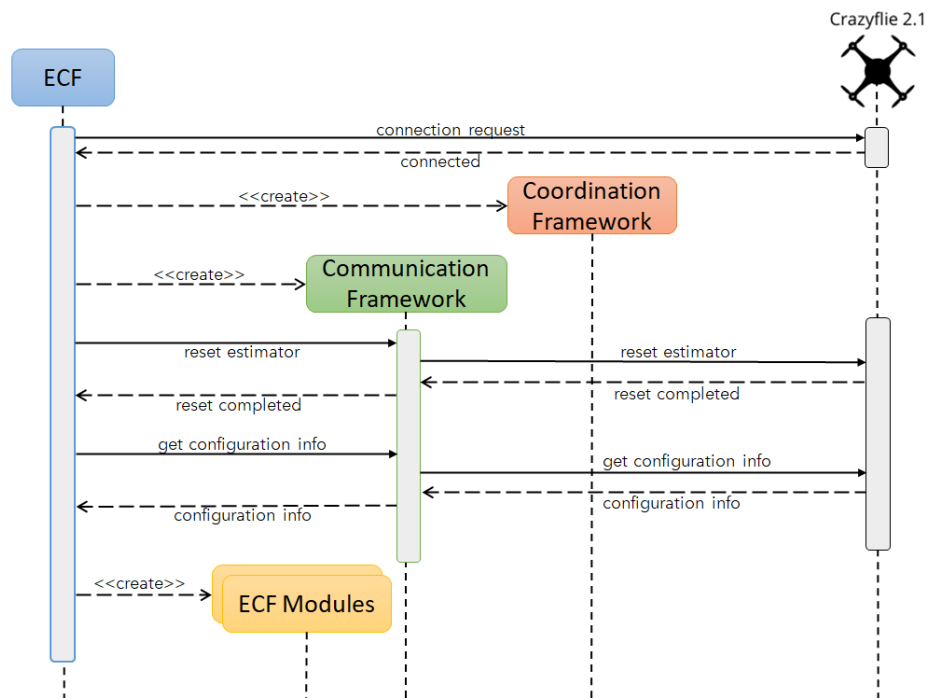 Crazyflie 2.1
ECF
connection request
connected
<<create>>
Coordination
Framework
<<create>>
Communication
Framework
reset estimator
reset estimator
reset completed
reset completed
get configuration info
get configuration info
configuration info
configuration info
<<create>>
ECF Modules